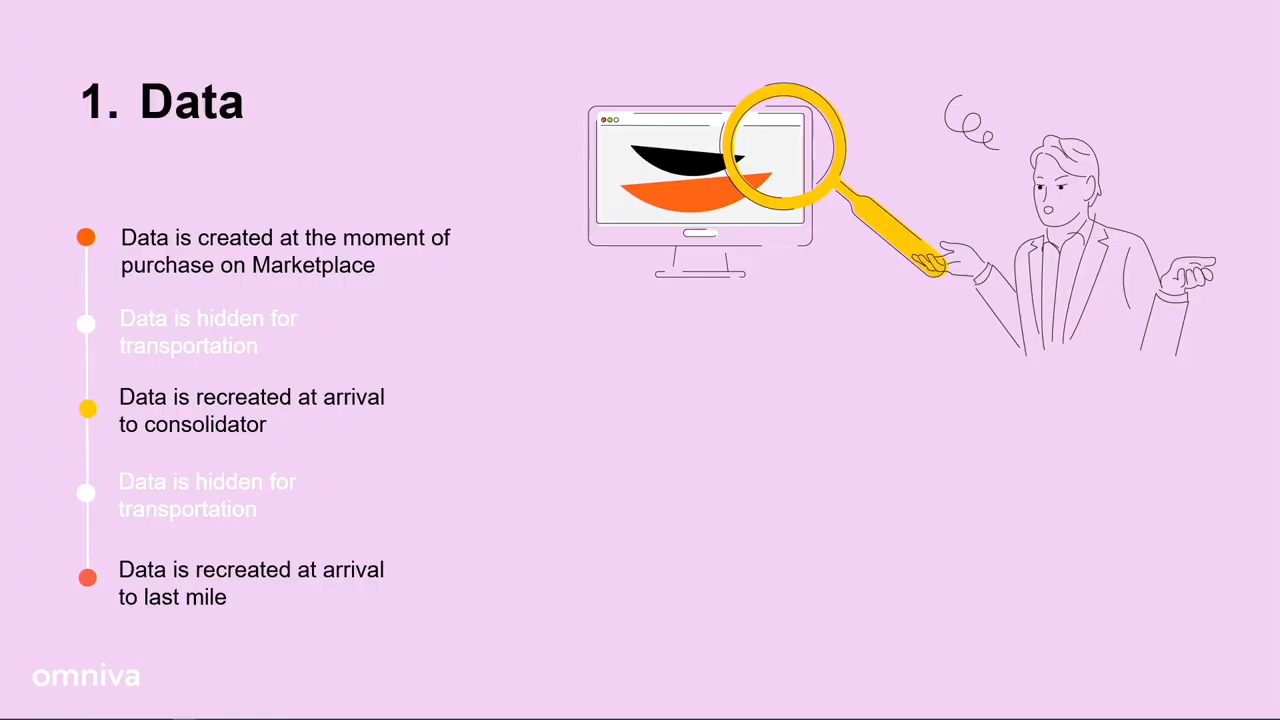 1. Data
Data is created at the moment of
purchase on Marketplace
Data is hidden for
transportation
Data is recreated at arrival
to consolidator
Data is hidden for
transportation
Data is recreated at arrival
to last mile
omniva